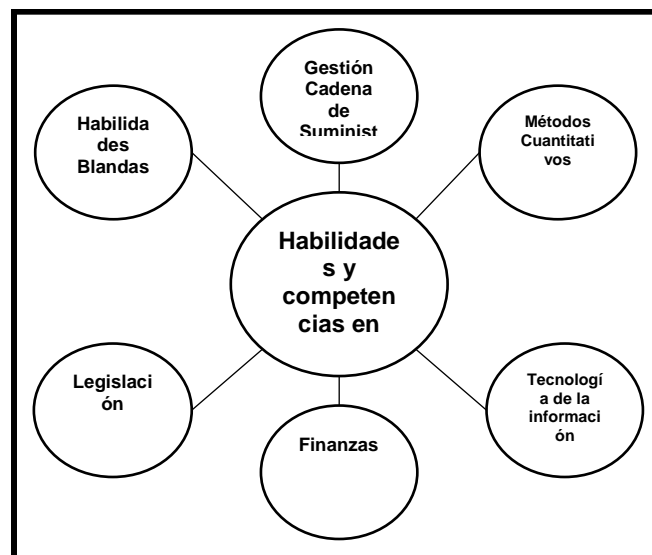 Gestión
Cadena
de
Suminist
Habilida
des
Blandas
Métodos
Cuantitati
vos
Habilidade
s y
competen
cias en
Legislaci
ón
Finanzas
Tecnologí
a de la
informaci
ón